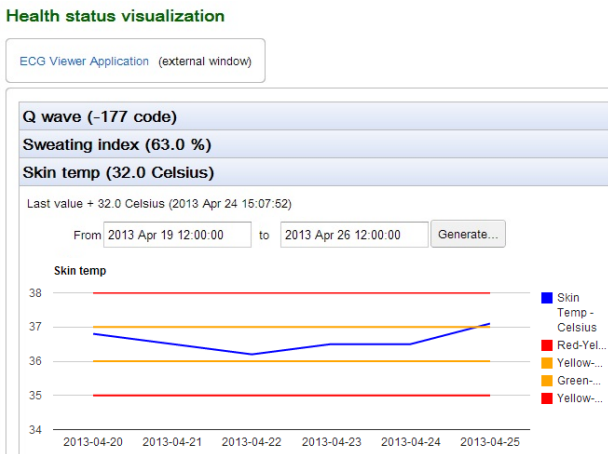 Health status visualization
ECG Viewer Application (external window)
Q wave (-177 code)
Sweating index (63.0 %)
Skin temp (32.0 Celsius)
Last value + 32.0 Celsius (2013 Apr 24 15:07:52)
From 2013 Apr 19 12:00:00 to 2013 Apr 26 12:00:00 Generate...
Skin temp
38
37
36
35
34
2013-04-20 2013-04-21 2013-04-22 2013-04-23 2013-04-24 2013-04-25
Skin
Temp -
Celsius
Red-Yel...
Yellow-...
Green-...
Yellow-...